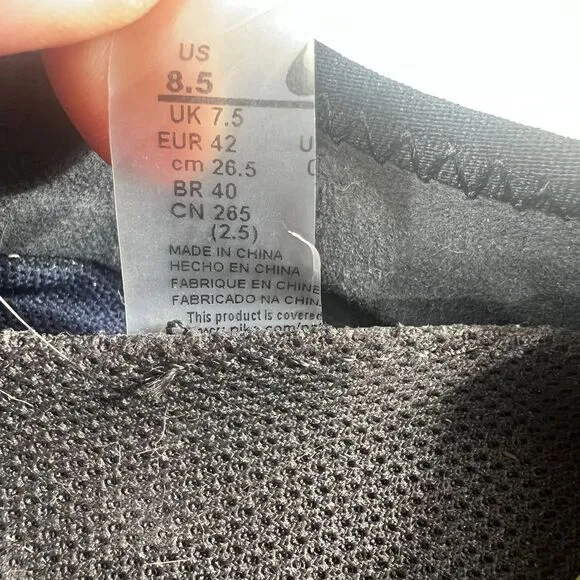 US
8.5
UK 7.5
EUR 42
cm 26.5
BR 40
CN 265
(2.5)
MADE IN CHINA
HECHO EN CHINA
FABRIQUE EN CHINE
FABRICADO NA CHIN
This product is covered